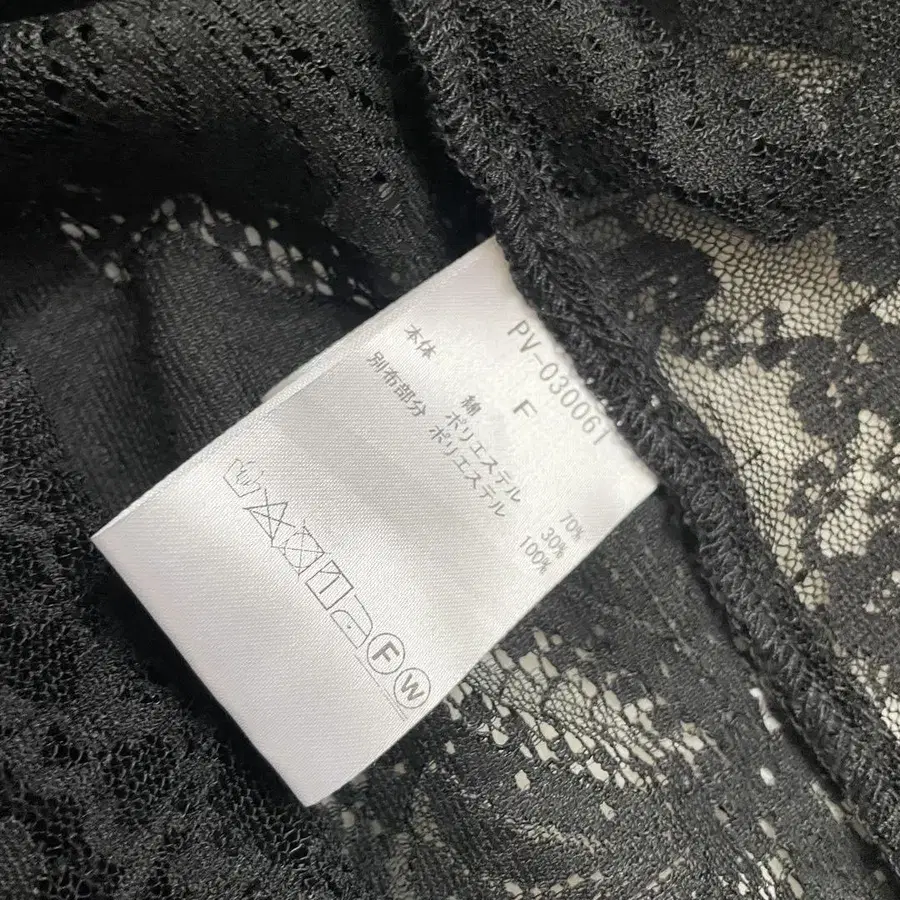 PV-030061
F
本体 綿 70%
ポリエステル 30%
別布部分 ポリエステル 100%
F W